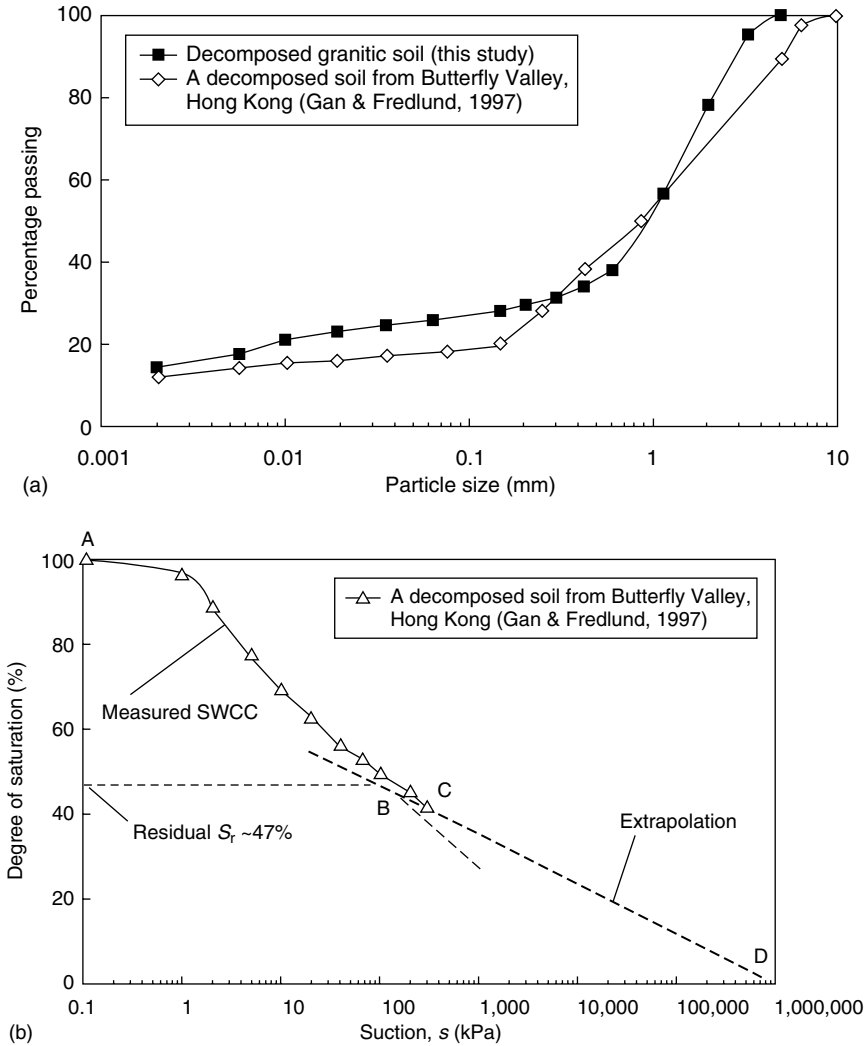 100
80
60
40
20
0
Percentage passing
Decomposed granitic soil (this study)
A decomposed soil from Butterfly Valley,
Hong Kong (Gan & Fredlund, 1997)
0.001
0.01
0.1
1
10
Particle size (mm)
(a)
A
100
80
60
40
20
0
Degree of saturation (%)
A decomposed soil from Butterfly Valley,
Hong Kong (Gan & Fredlund, 1997)
Measured SWCC
B
C
Residual Sr ~47%
Extrapolation
D
0.1
1
10
100
1,000
10,000
100,000
1,000,000
Suction, s (kPa)
(b)